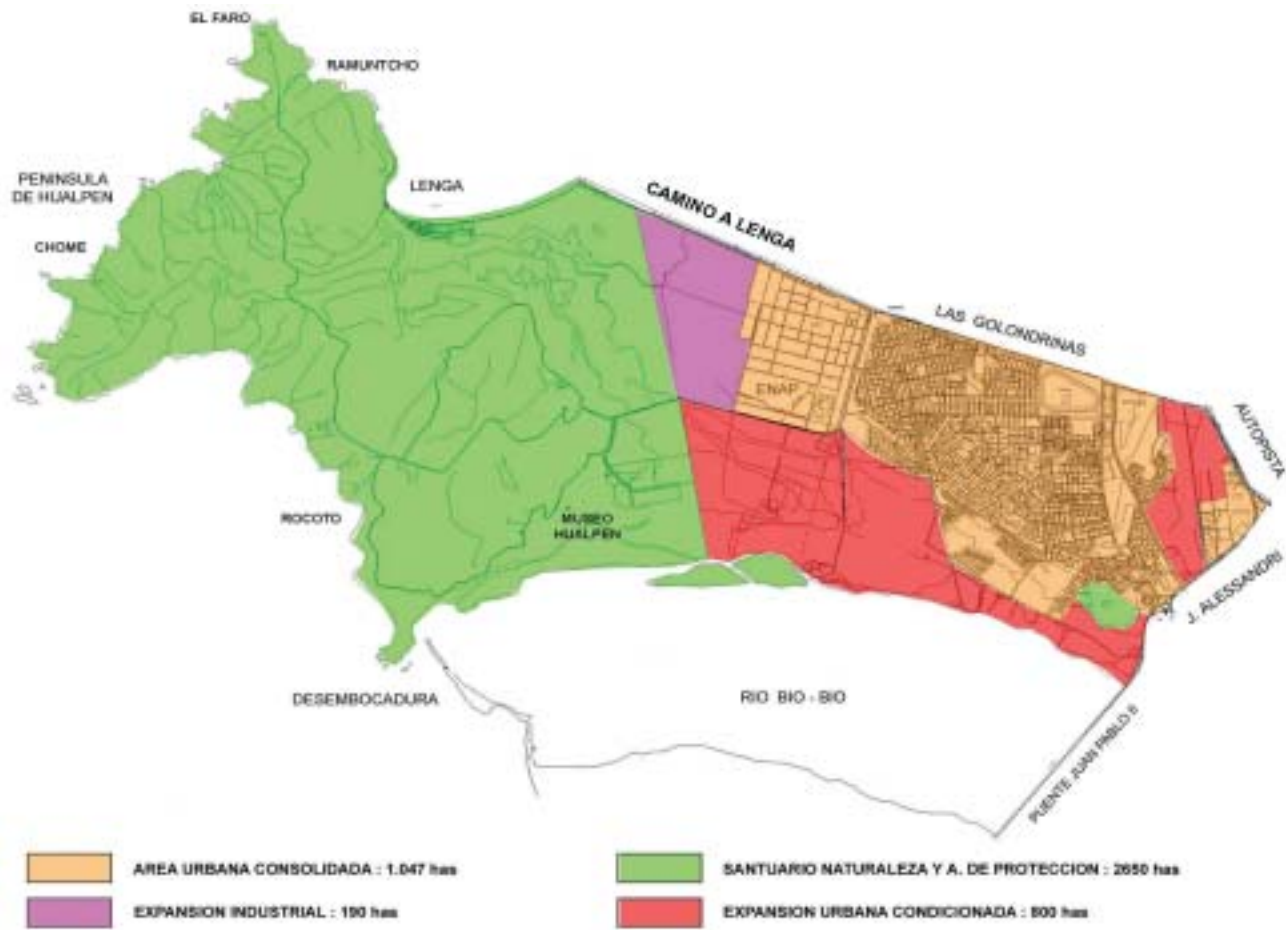 EL FARO
RAMUNTCHO
PENINSULA
DE HUALPEN
LENGA
CAMINO A LENGA
CHOME
LAS GOLONDRINAS
ENAP
AUTOPISTA
ROCOTO
MUSEO
HUALPEN
J. ALESSANDRI
DESEMBOCADURA
RIO BIO - BIO
PUENTE JUAN PABLO II
AREA URBANA CONSOLIDADA : 1.047 has
SANTUARIO NATURALEZA Y A. DE PROTECCION : 2650 has
EXPANSION INDUSTRIAL : 190 has
EXPANSION URBANA CONDICIONADA : 800 has